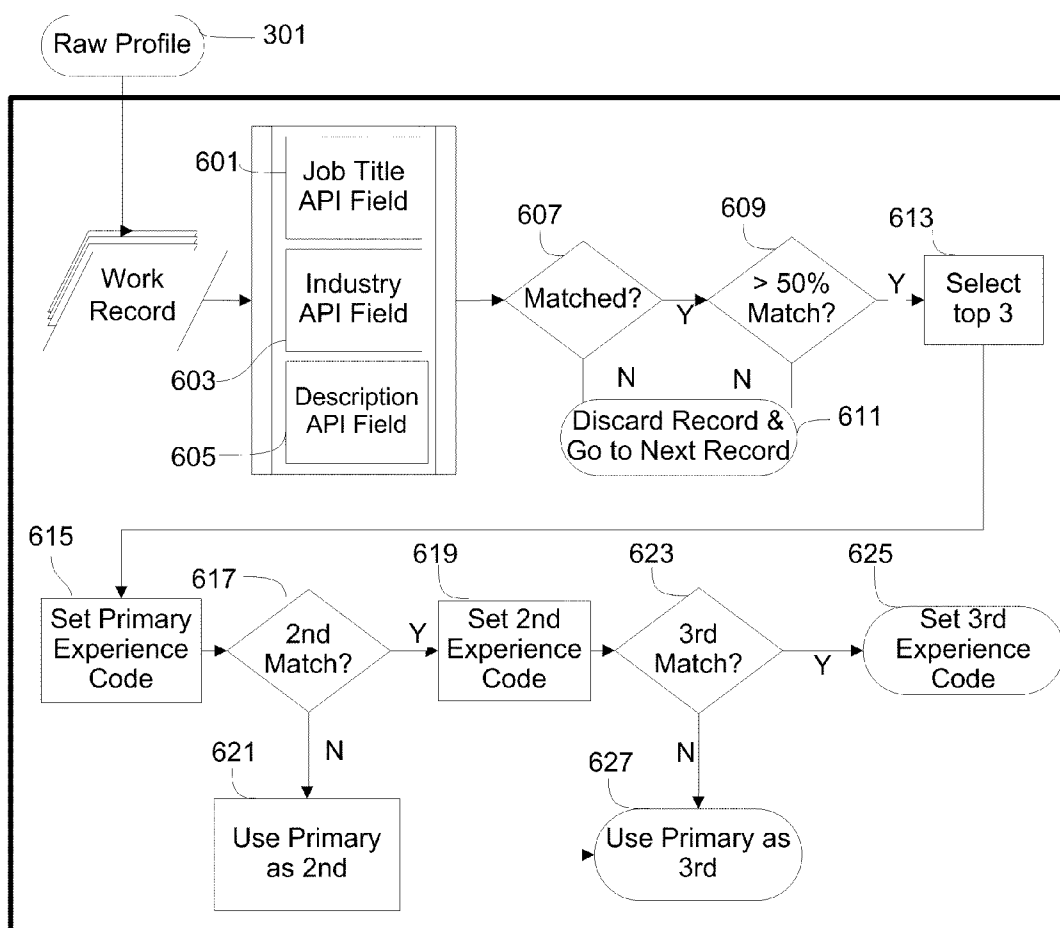 Raw Profile
301
601
Job Title
API Field
Work
Record
Industry
API Field
603
Description
API Field
605
607
Matched?
Y
N
609
> 50%
Match?
Y
N
613
Select
top 3
Discard Record &
Go to Next Record
611
615
Set Primary
Experience
Code
617
2nd
Match?
Y
N
619
Set 2nd
Experience
Code
623
3rd
Match?
Y
N
625
Set 3rd
Experience
Code
621
Use Primary
as 2nd
627
Use Primary as
3rd